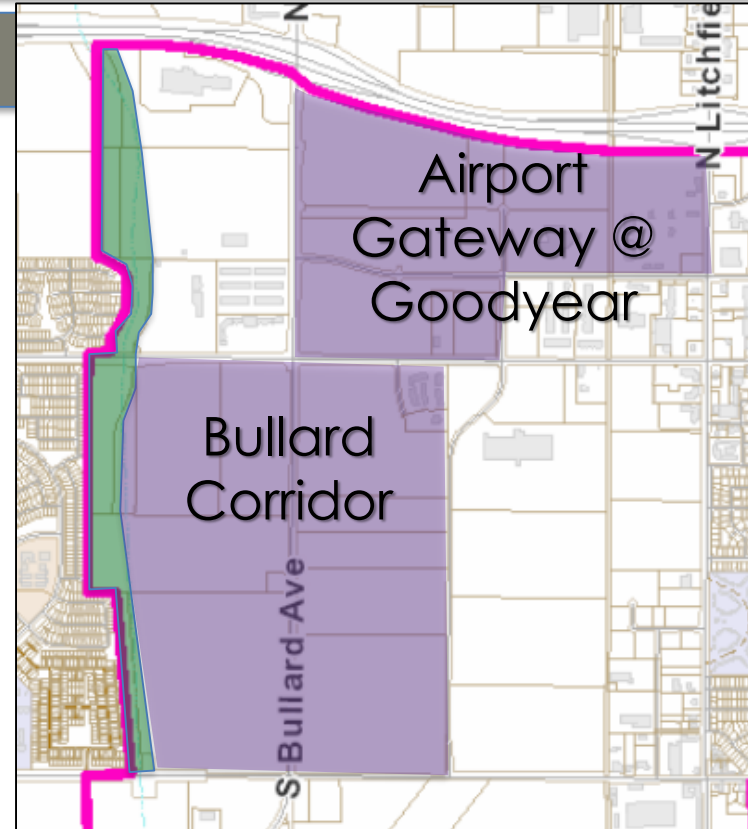 N
N Litchfie
Airport
Gateway @
Goodyear
Bullard
Corridor
S Bullard Ave